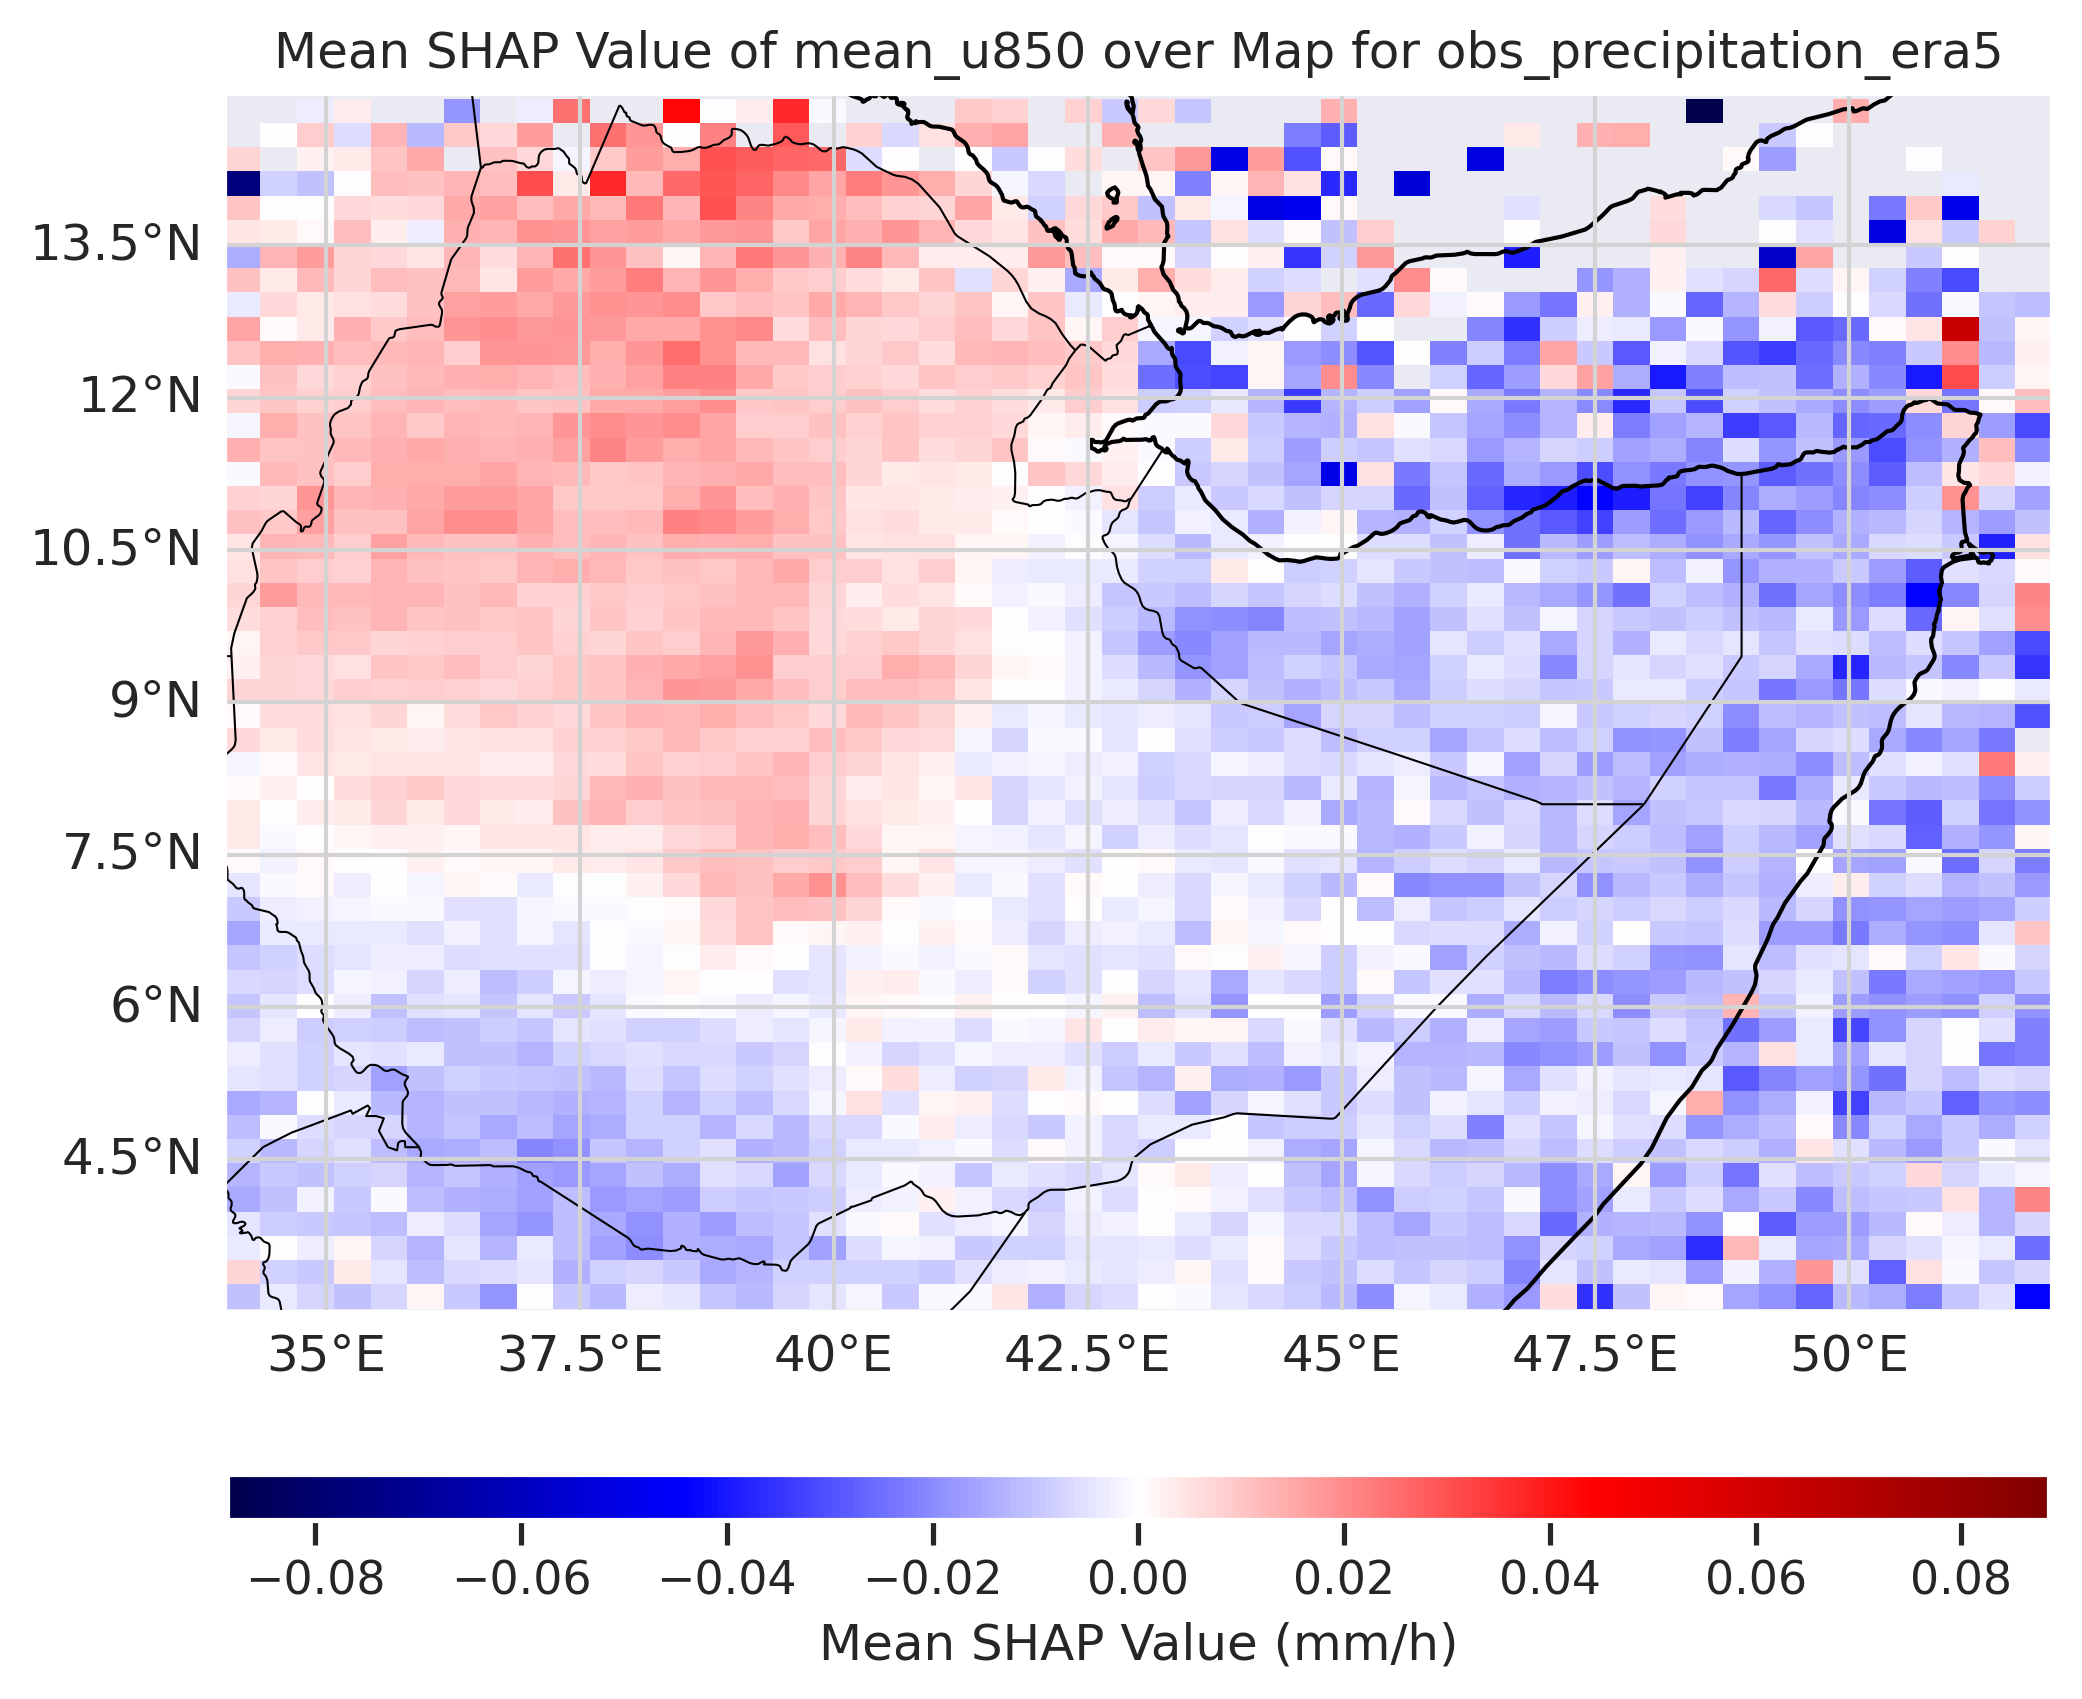 Mean SHAP Value of mean_u850 over Map for obs_precipitation_era5
13.5°N
12°N
10.5°N
9°N
7.5°N
6°N
4.5°N
35°E 37.5°E 40°E 42.5°E 45°E 47.5°E 50°E
−0.08 −0.06 −0.04 −0.02 0.00 0.02 0.04 0.06 0.08
Mean SHAP Value (mm/h)